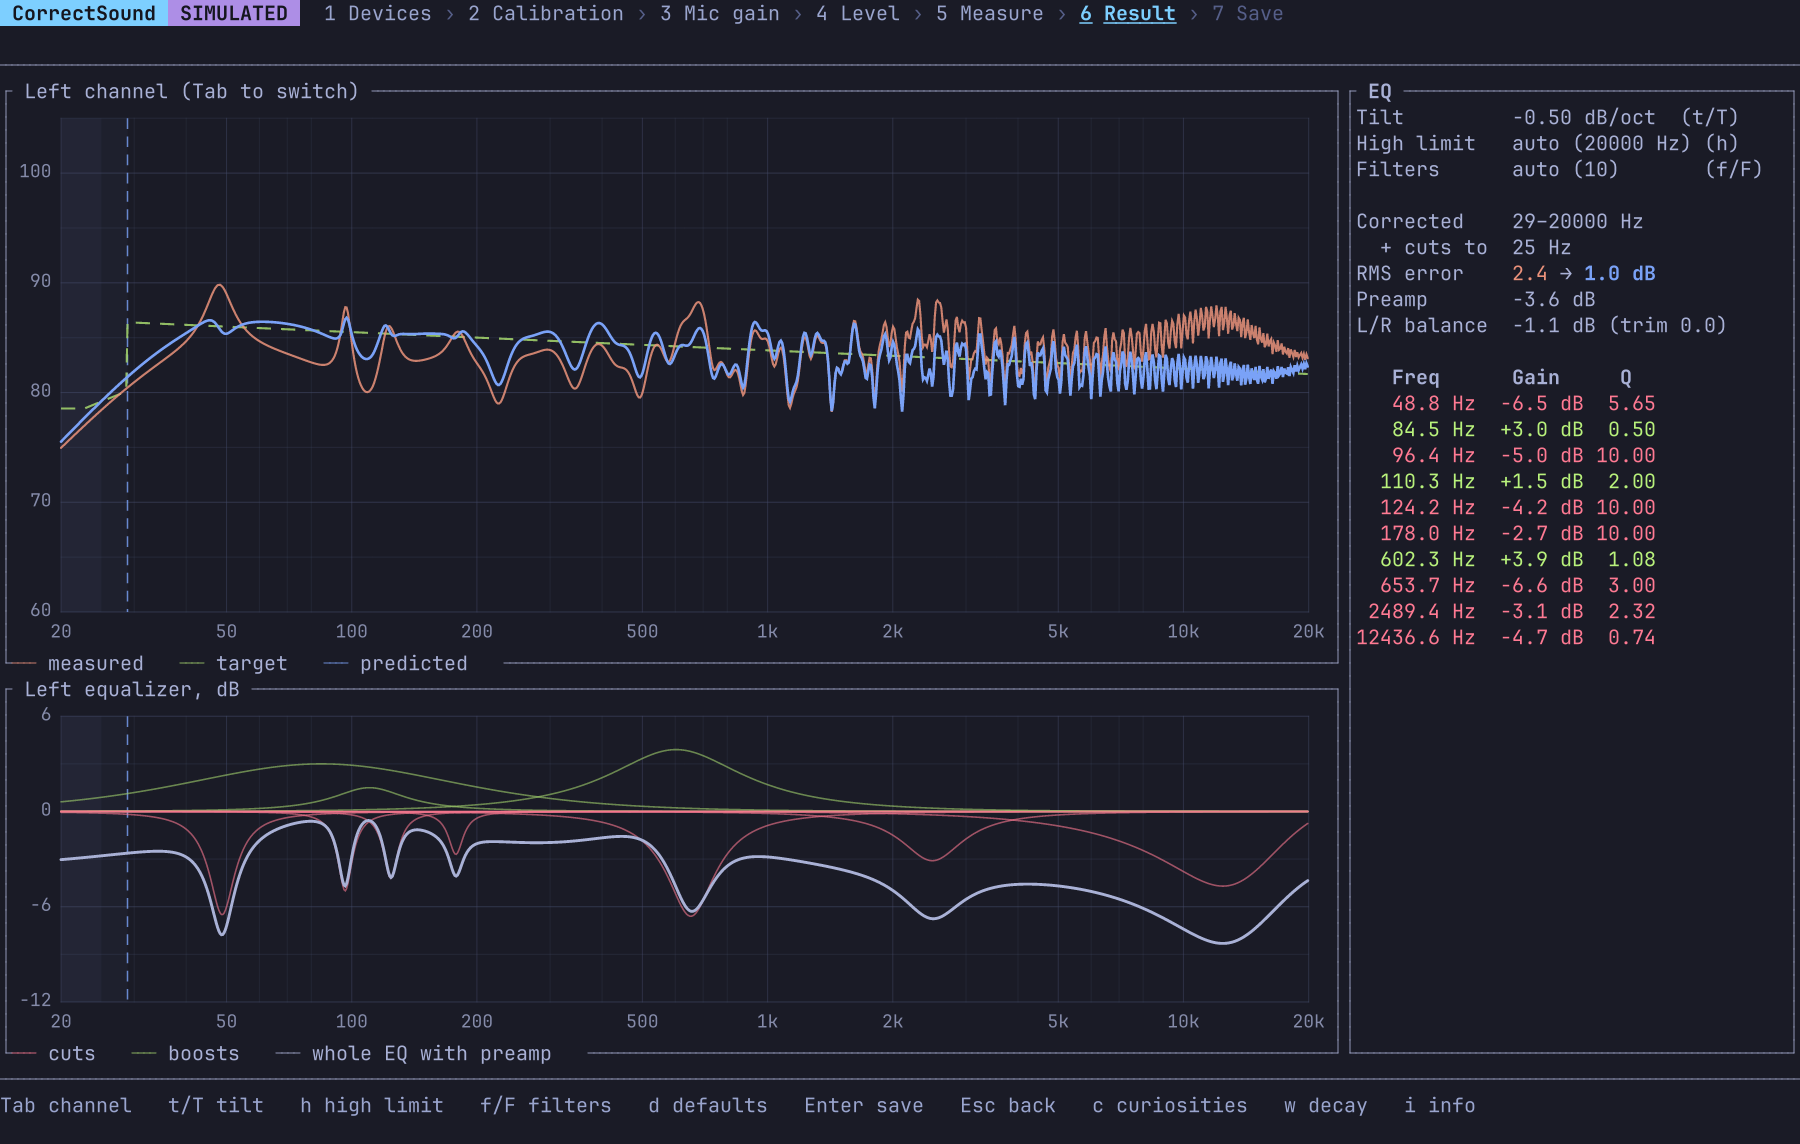 CorrectSound SIMULATED 1 Devices › 2 Calibration › 3 Mic gain › 4 Level › 5 Measure › 6 Result › 7 Save
Left channel (Tab to switch)
100
90
80
70
60
20 50 100 200 500 1k 2k 5k 10k 20k
measured target predicted
Left equalizer, dB
6
0
-6
-12
20 50 100 200 500 1k 2k 5k 10k 20k
cuts boosts whole EQ with preamp
EQ
Tilt -0.50 dB/oct (t/T)
High limit auto (20000 Hz) (h)
Filters auto (10) (f/F)
Corrected 29–20000 Hz
+ cuts to 25 Hz
RMS error 2.4 → 1.0 dB
Preamp -3.6 dB
L/R balance -1.1 dB (trim 0.0)
Freq Gain Q
48.8 Hz -6.5 dB 5.65
84.5 Hz +3.0 dB 0.50
96.4 Hz -5.0 dB 10.00
110.3 Hz +1.5 dB 2.00
124.2 Hz -4.2 dB 10.00
178.0 Hz -2.7 dB 10.00
602.3 Hz +3.9 dB 1.08
653.7 Hz -6.6 dB 3.00
2489.4 Hz -3.1 dB 2.32
12436.6 Hz -4.7 dB 0.74
Tab channel t/T tilt h high limit f/F filters d defaults Enter save Esc back c curiosities w decay i info